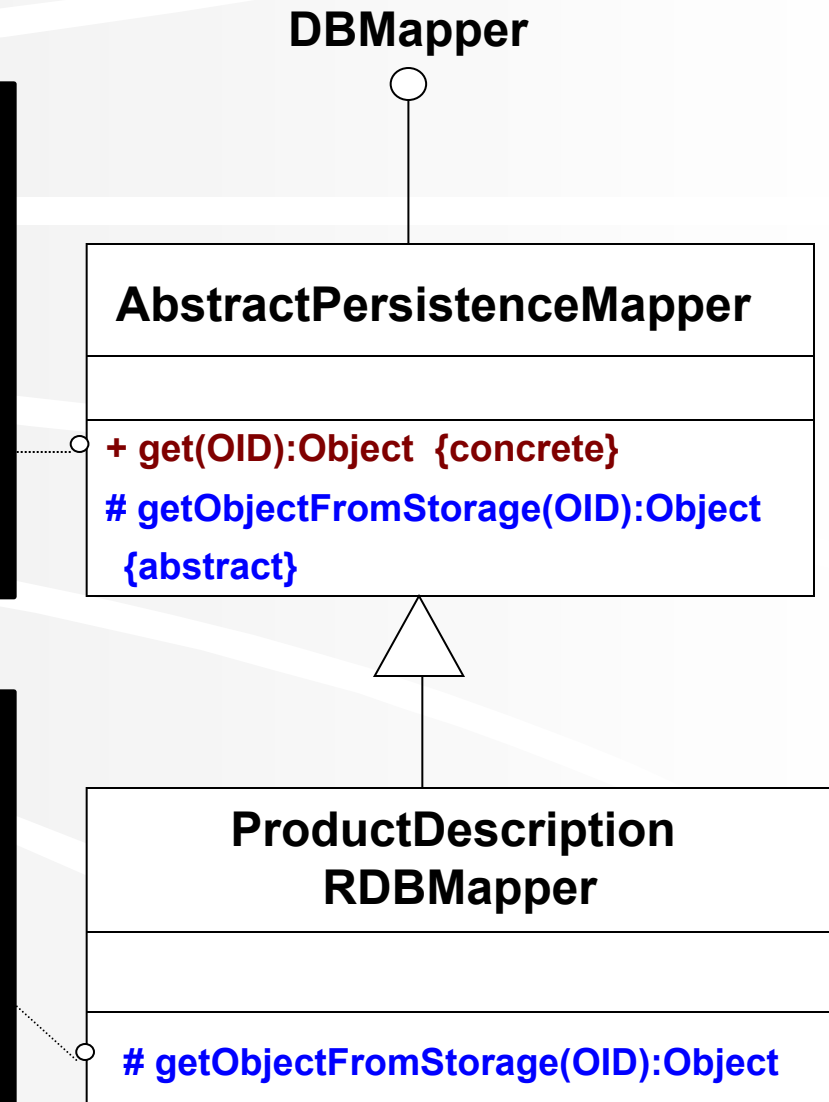 DBMapper
AbstractPersistenceMapper
+ get(OID):Object {concrete}
# getObjectFromStorage(OID):Object
{abstract}
ProductDescription
RDBMapper
# getObjectFromStorage(OID):Object